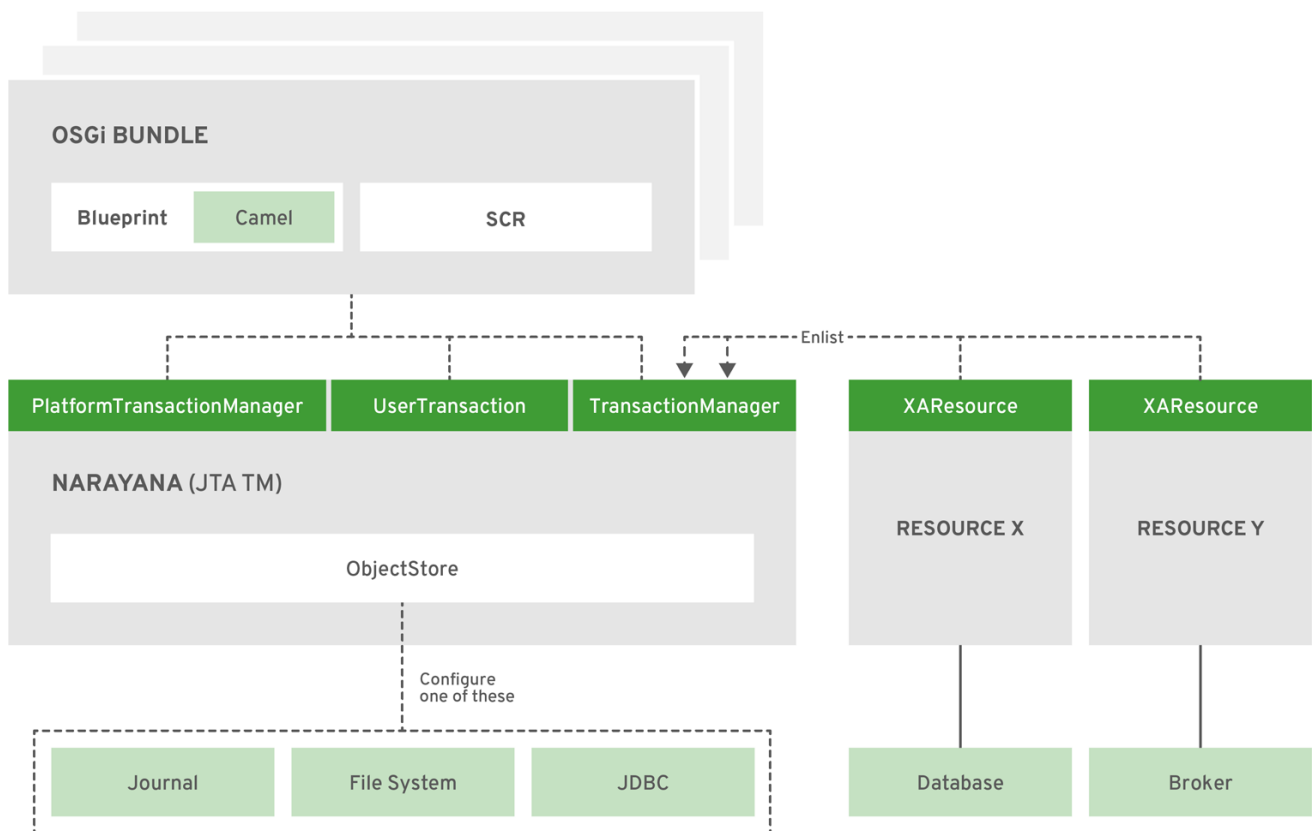 OSGi BUNDLE
Blueprint
Camel
SCR
Enlist
PlatformTransactionManager
UserTransaction
TransactionManager
XAResource
XAResource
NARAYANA (JTA TM)
ObjectStore
RESOURCE X
RESOURCE Y
Configure
one of these
Journal
File System
JDBC
Database
Broker